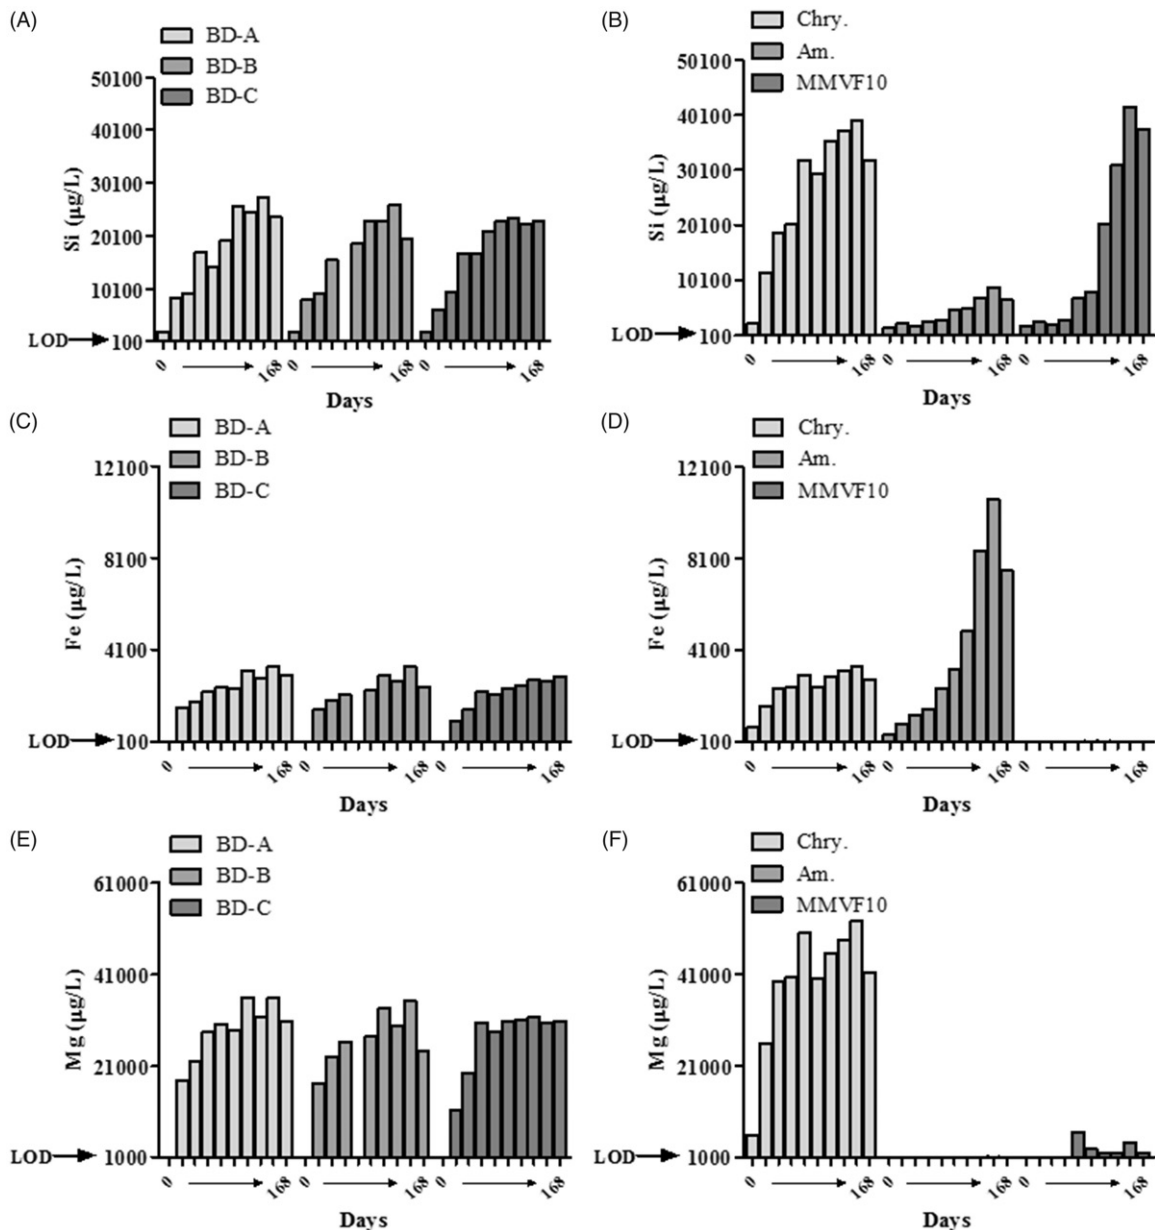 (A)
BD-A
BD-B
BD-C
50100
40100
30100
20100
10100
100
Si (µg/L)
LOD
0 168 0 168 0 168
Days
(B)
Chry.
Am.
MMVF10
50100
40100
30100
20100
10100
100
Si (µg/L)
LOD
0 168 0 168 0 168
Days
(C)
BD-A
BD-B
BD-C
12100
8100
4100
100
Fe (µg/L)
LOD
0 168 0 168 0 168
Days
(D)
Chry.
Am.
MMVF10
12100
8100
4100
100
Fe (µg/L)
LOD
0 168 0 168 0 168
Days
(E)
BD-A
BD-B
BD-C
61000
41000
21000
1000
Mg (µg/L)
LOD
0 168 0 168 0 168
Days
(F)
Chry.
Am.
MMVF10
61000
41000
21000
1000
Mg (µg/L)
LOD
0 168 0 168 0 168
Days